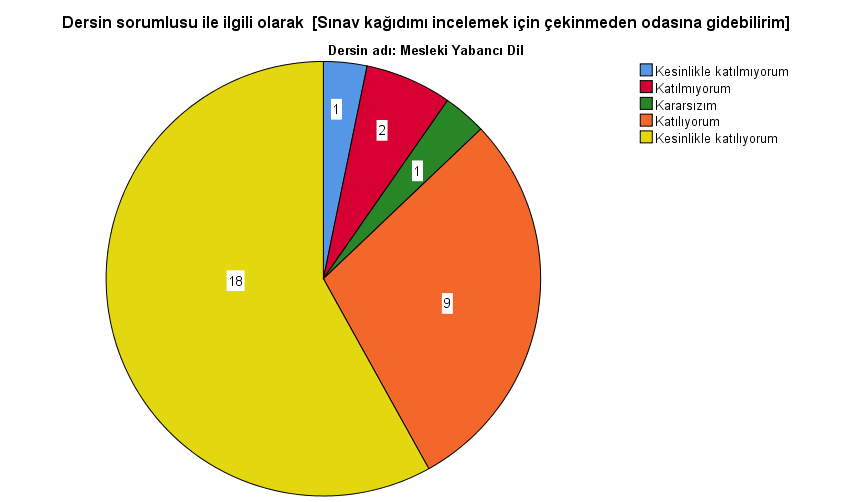 Dersin sorumlusu ile ilgili olarak  [Sınav kağıdımı incelemek için çekinmeden odasına gidebilirim]
Dersin adı: Mesleki Yabancı Dil
Kesinlikle katılmıyorum
Katılmıyorum
Kararsızım
Katılıyorum
Kesinlikle katılıyorum
1
2
1
9
18